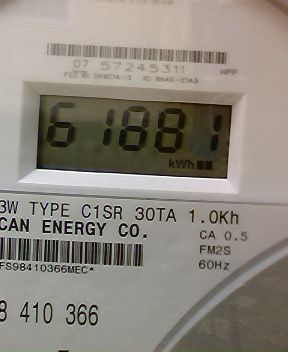 07 57245311 HPP
61881
kWh
3W TYPE C1SR 30TA 1.0Kh
CAN ENERGY CO.
CA 0.5
FM2S
FS98410366MEC*
60Hz
8 410 366